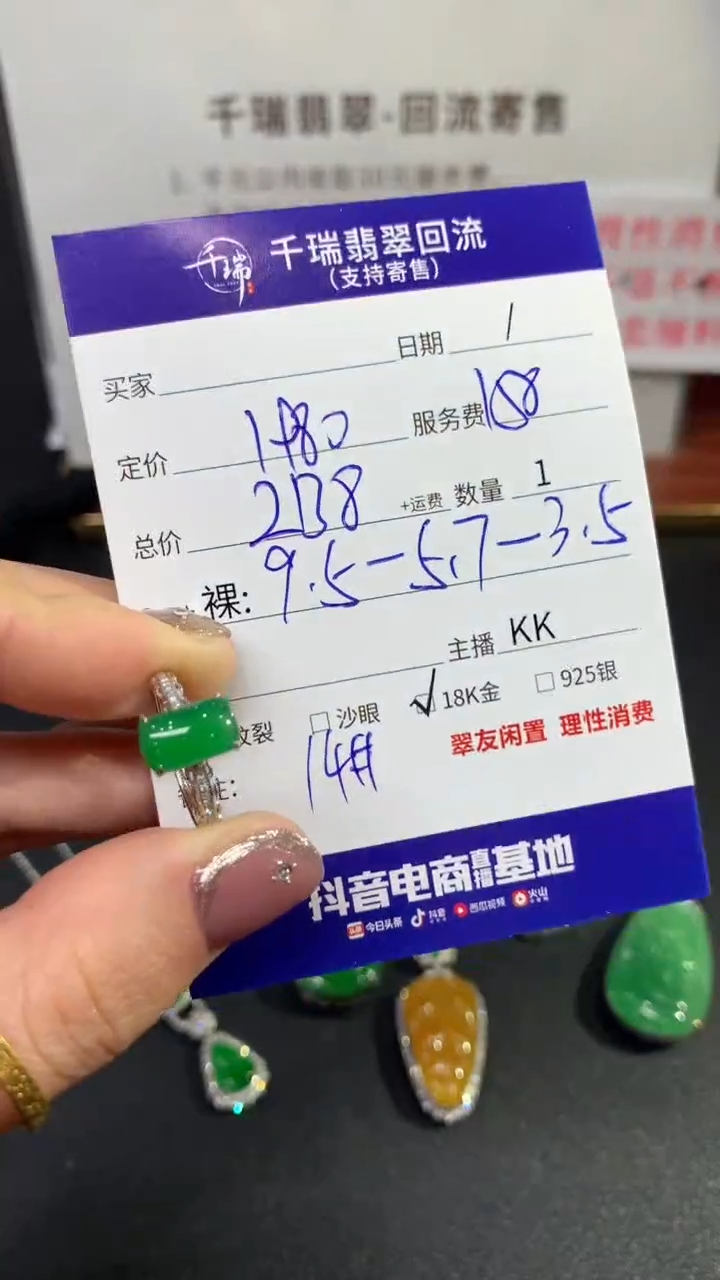 千瑞翡翠·回流寄售
千瑞
千瑞翡翠回流
(支持寄售)
买家 日期 /
定价 1480 服务费 108
总价 +运费 数量 1
裸: 9.5-5.7-3.5
主播 KK
纹裂 沙眼 ✓ 18K金 925银
翠友闲置 理性消费
14#
抖音电商直播基地
今日头条 抖音 西瓜视频 火山